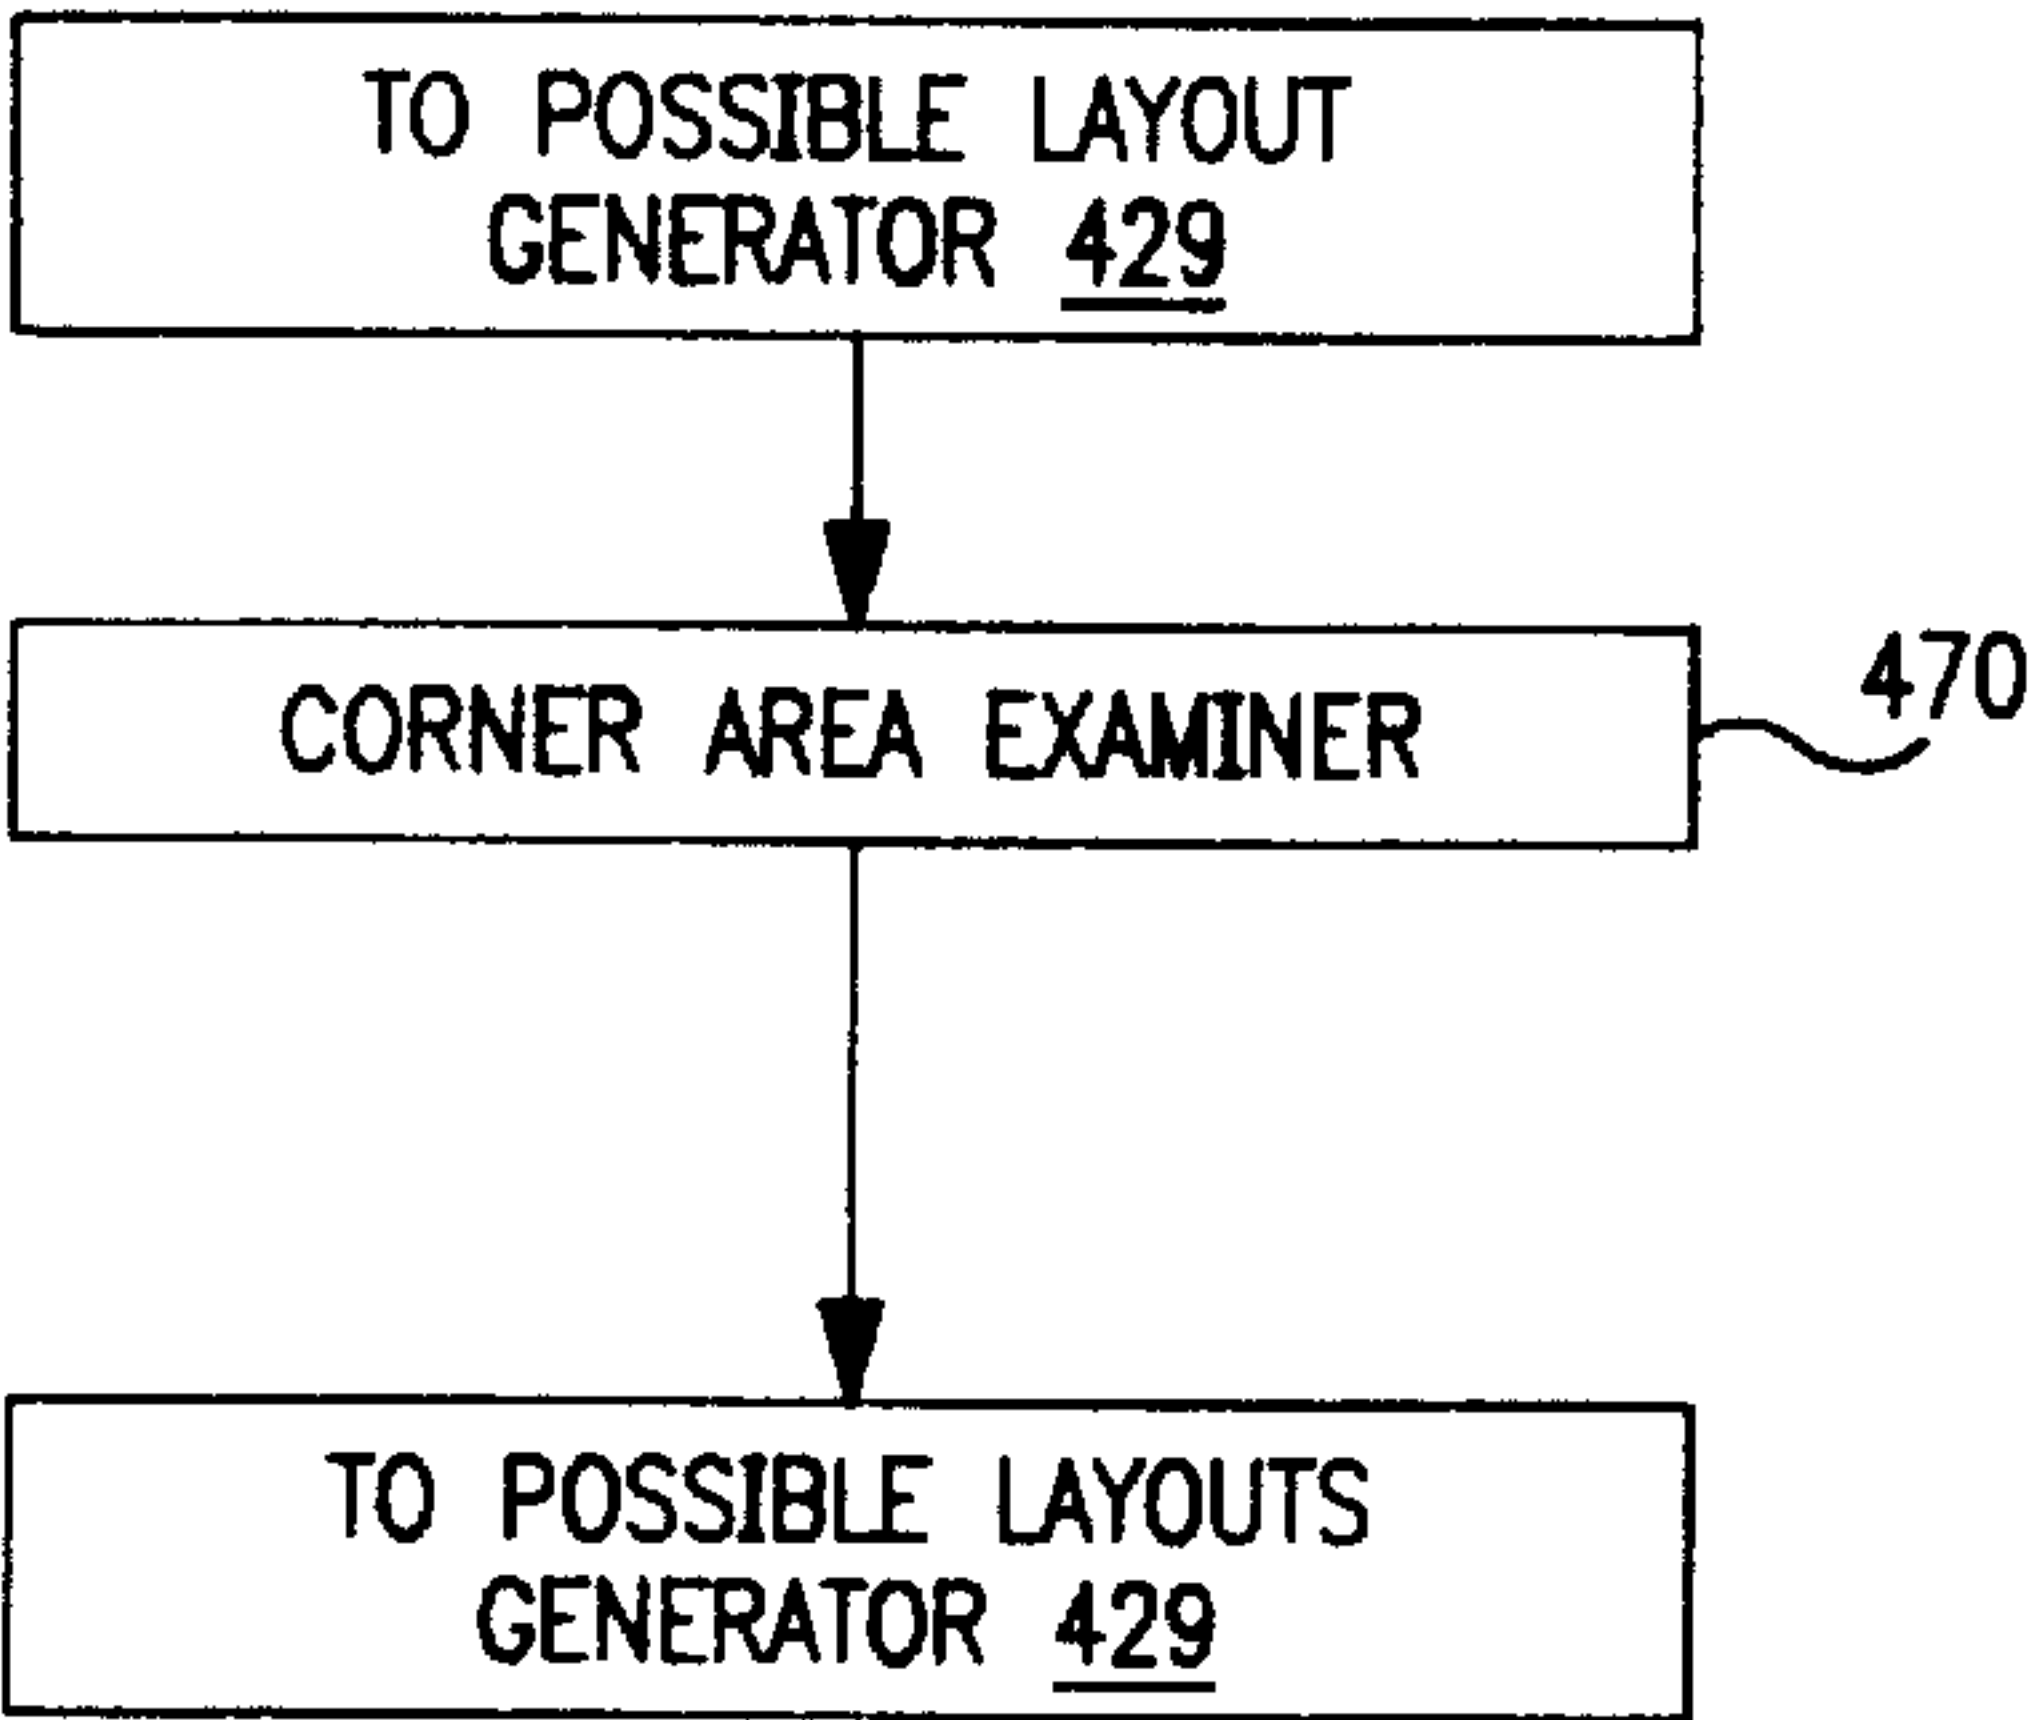 TO POSSIBLE LAYOUT
GENERATOR 429
CORNER AREA EXAMINER
470
TO POSSIBLE LAYOUTS
GENERATOR 429